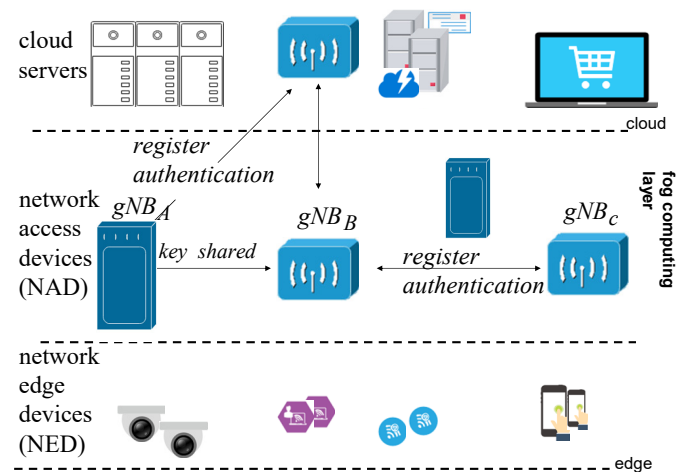 cloud
servers
cloud
register
authentication
fog computing
layer
network
access
devices
(NAD)
gNB_A
gNB_B
gNB_c
key shared
register
authentication
network
edge
devices
(NED)
edge